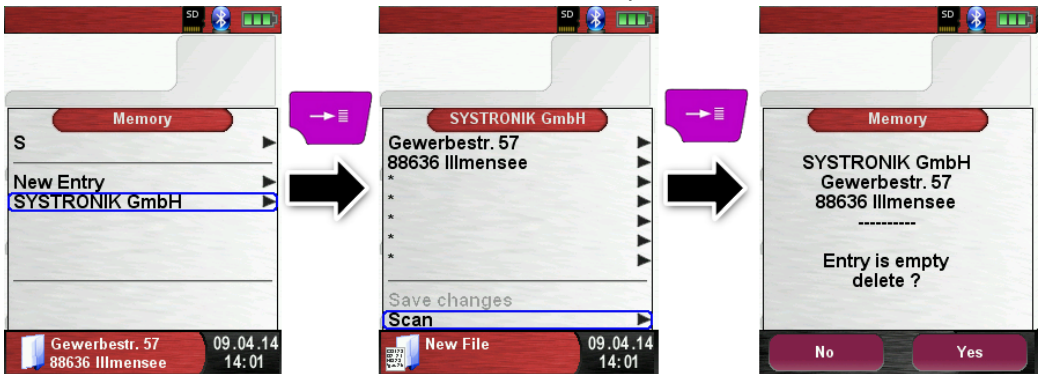 SD
Memory
S
New Entry
SYSTRONIK GmbH
Gewerbestr. 57
88636 Illmensee
09.04.14
14:01
SD
SYSTRONIK GmbH
Gewerbestr. 57
88636 Illmensee
*
*
*
*
*
Save changes
Scan
New File
09.04.14
14:01
SD
Memory
SYSTRONIK GmbH
Gewerbestr. 57
88636 Illmensee
----------
Entry is empty
delete ?
No
Yes